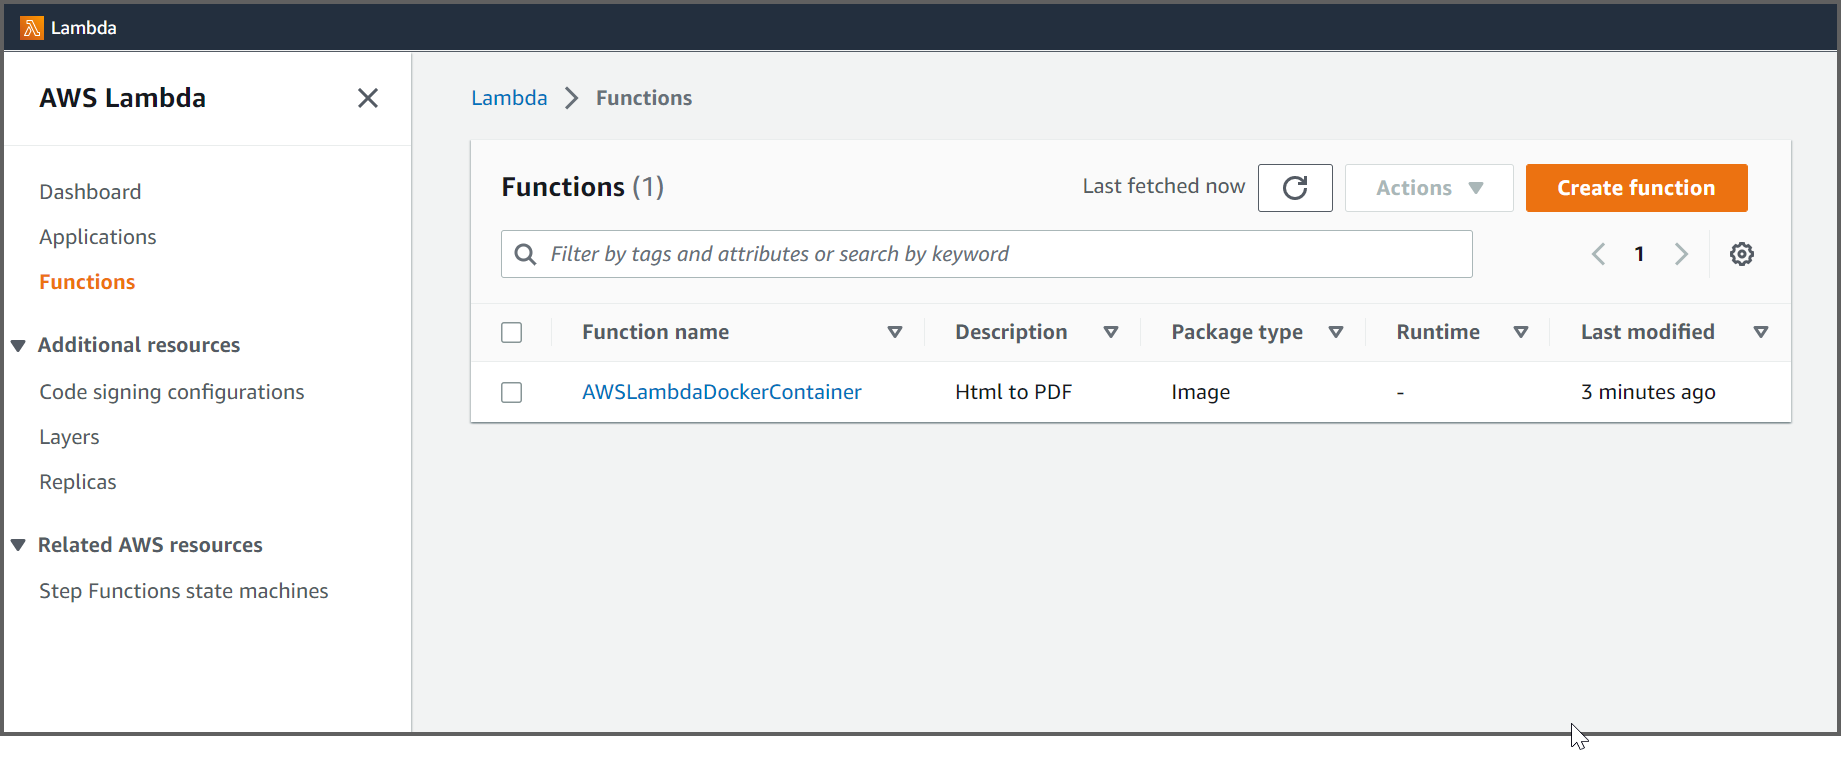 Lambda
AWS Lambda
Dashboard
Applications
Functions
Additional resources
Code signing configurations
Layers
Replicas
Related AWS resources
Step Functions state machines
Lambda > Functions
Functions (1)
Last fetched now
Actions
Create function
Filter by tags and attributes or search by keyword
1
Function name Description Package type Runtime Last modified
AWSLambdaDockerContainer Html to PDF Image - 3 minutes ago